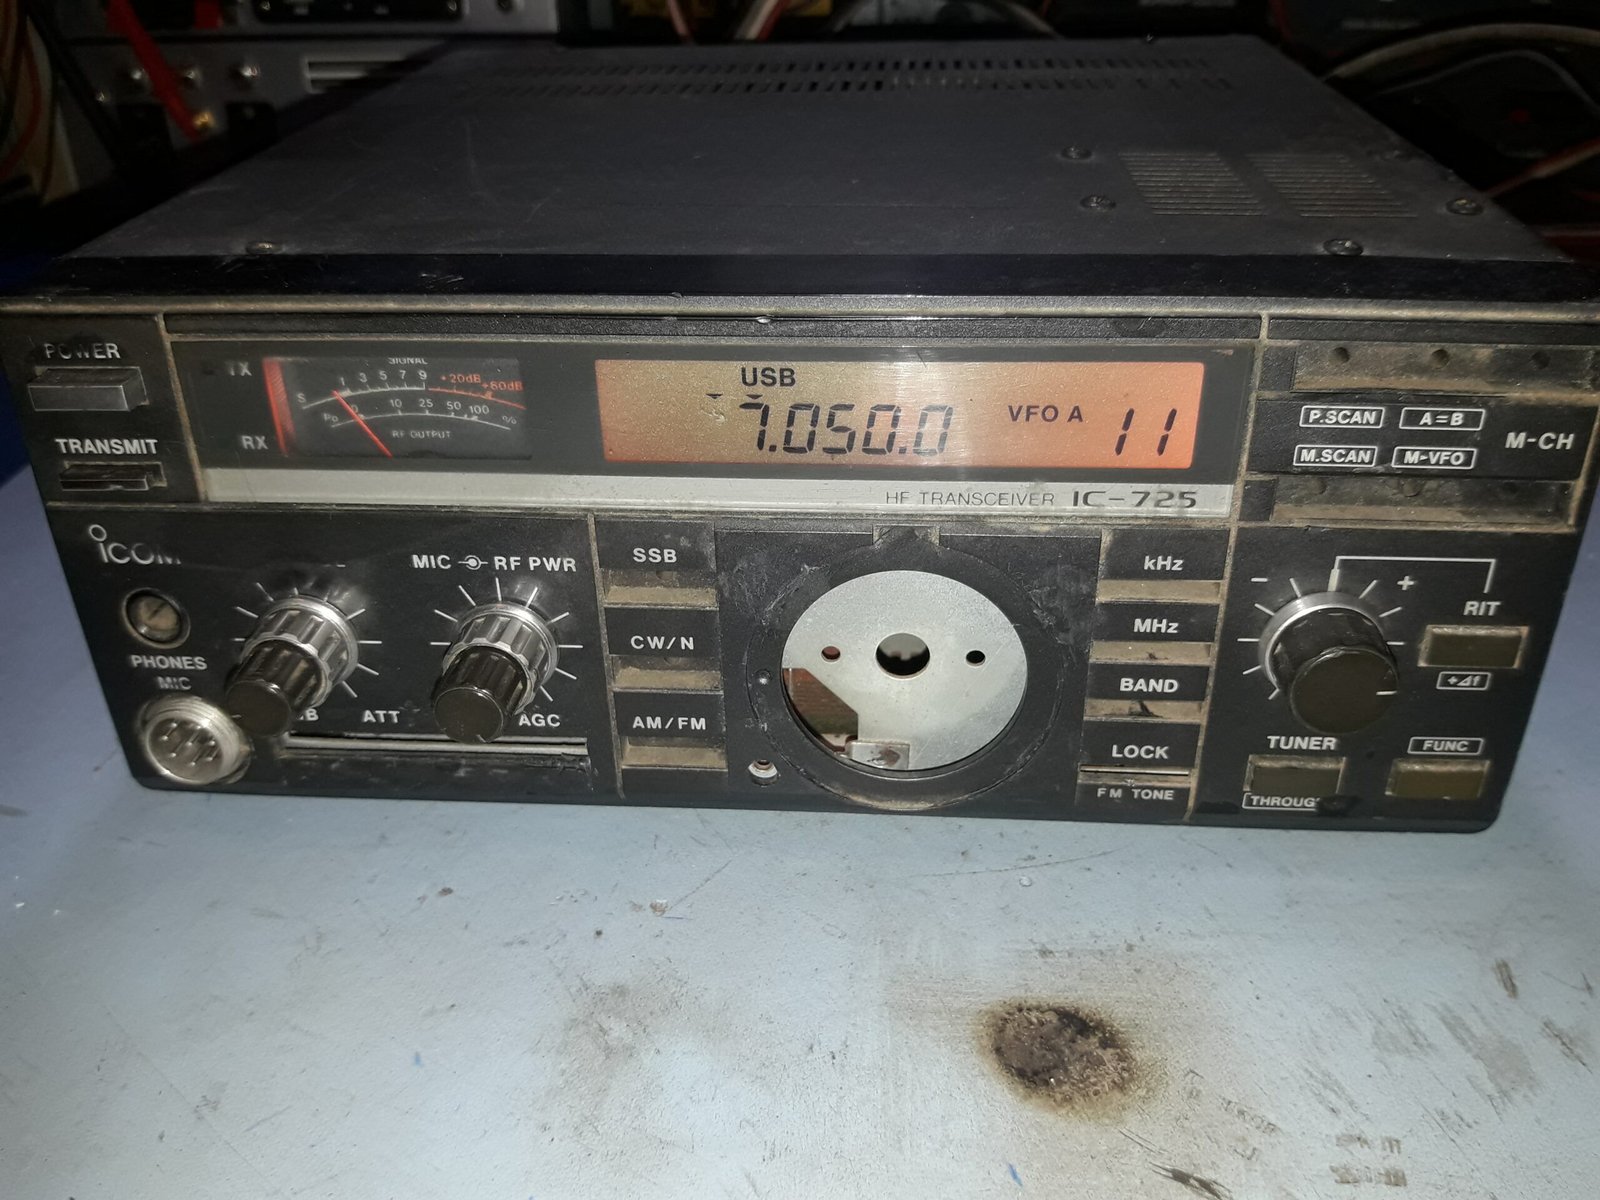 POWER
TRANSMIT
TX
RX
SIGNAL
S 1 3 5 7 9 +20dB +60dB
Po 0 10 25 50 100 %
RF OUTPUT
USB
7.050.0 VFO A 11
HF TRANSCEIVER IC-725
P.SCAN A=B
M-CH
M.SCAN M-VFO
ICOM
PHONES
MIC
MIC RF PWR
ATT
AGC
SSB
CW/N
AM/FM
kHz
MHz
BAND
LOCK
FM TONE
- +
RIT
TUNER
FUNC